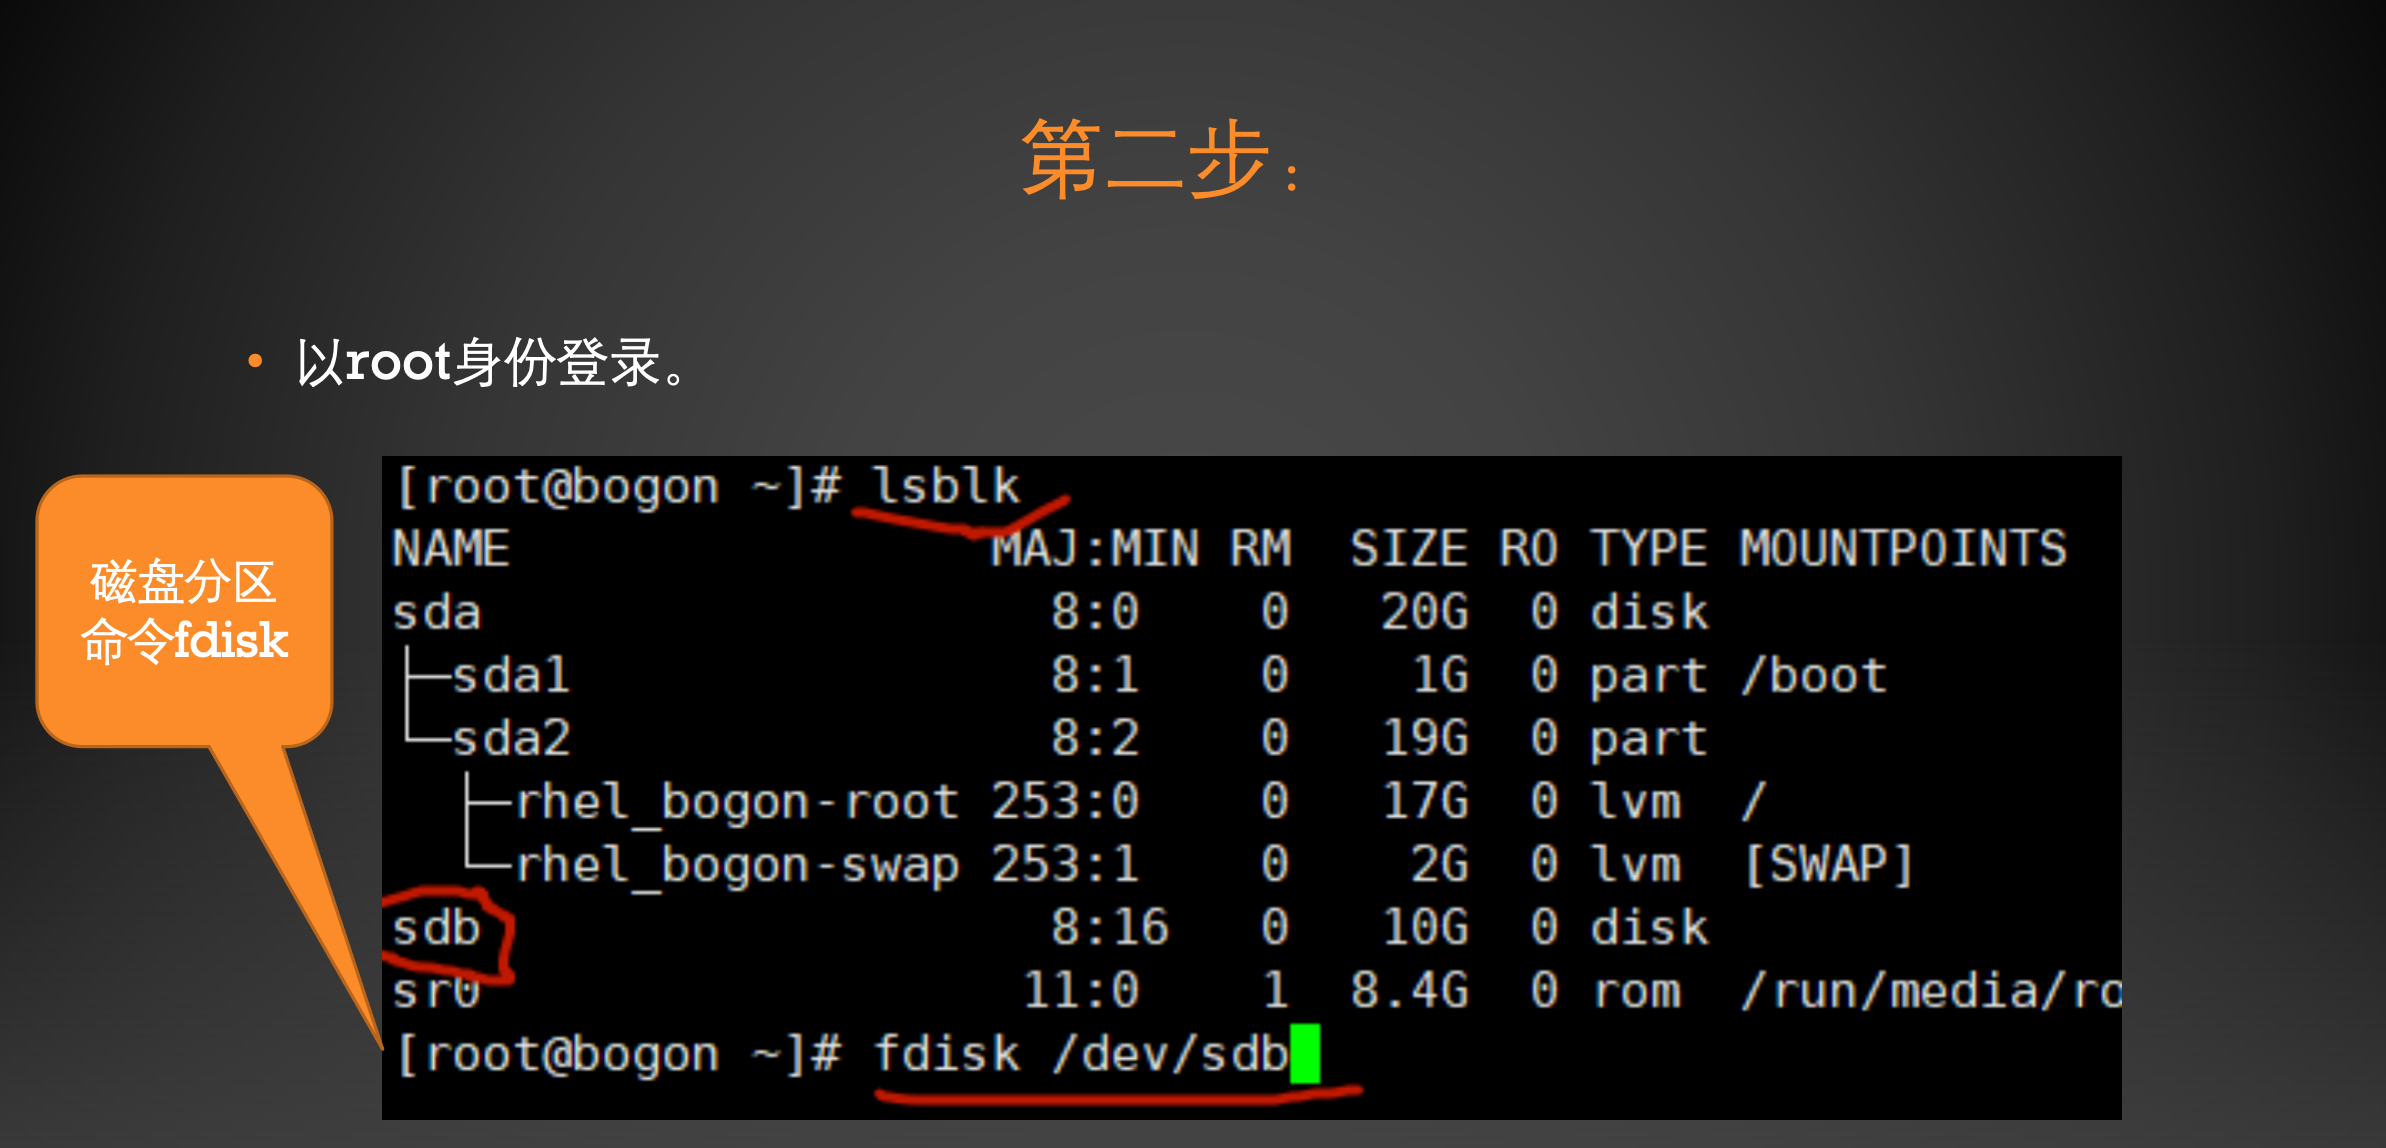 第二步：
• 以root身份登录。
磁盘分区
命令fdisk
[root@bogon ~]# lsblk
NAME                MAJ:MIN RM  SIZE RO TYPE MOUNTPOINTS
sda                   8:0    0   20G  0 disk
├─sda1                8:1    0    1G  0 part /boot
└─sda2                8:2    0   19G  0 part
  ├─rhel_bogon-root 253:0    0   17G  0 lvm  /
  └─rhel_bogon-swap 253:1    0    2G  0 lvm  [SWAP]
sdb                   8:16   0   10G  0 disk
sr0                  11:0    1  8.4G  0 rom  /run/media/ro
[root@bogon ~]# fdisk /dev/sdb